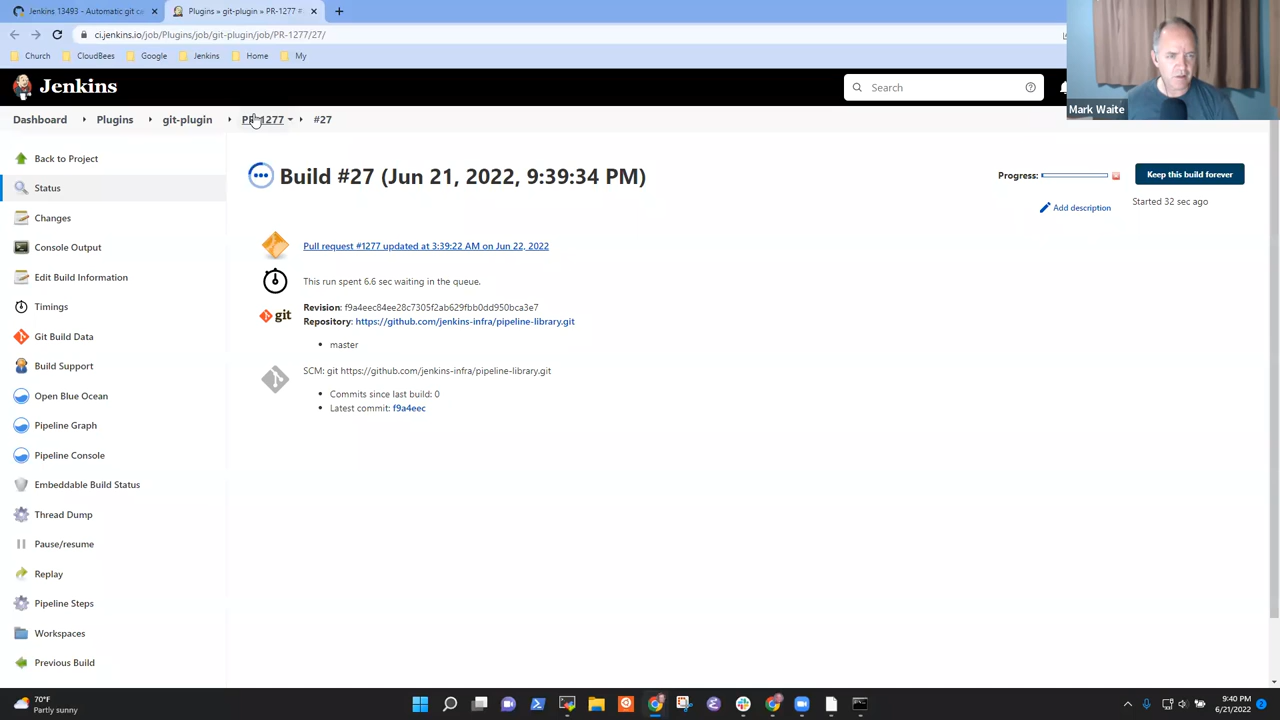 Jenkins 13493 - Automatic git c
Plugins » git-plugin » PR-1277 #
ci.jenkins.io/job/Plugins/job/git-plugin/job/PR-1277/27/
Church
CloudBees
Google
Jenkins
Home
My
Jenkins
Search
Mark Waite
Dashboard
Plugins
git-plugin
PR-1277
#27
Back to Project
Status
Changes
Console Output
Edit Build Information
Timings
Git Build Data
Build Support
Open Blue Ocean
Pipeline Graph
Pipeline Console
Embeddable Build Status
Thread Dump
Pause/resume
Replay
Pipeline Steps
Workspaces
Previous Build
Build #27 (Jun 21, 2022, 9:39:34 PM)
Progress:
Keep this build forever
Started 32 sec ago
Add description
Pull request #1277 updated at 3:39:22 AM on Jun 22, 2022
This run spent 6.6 sec waiting in the queue.
git
Revision: f9a4eec84ee28c7305f2ab629fbb0dd950bca3e7
Repository: https://github.com/jenkins-infra/pipeline-library.git
• master
SCM: git https://github.com/jenkins-infra/pipeline-library.git
• Commits since last build: 0
• Latest commit: f9a4eec
70°F
Partly sunny
9:40 PM
6/21/2022